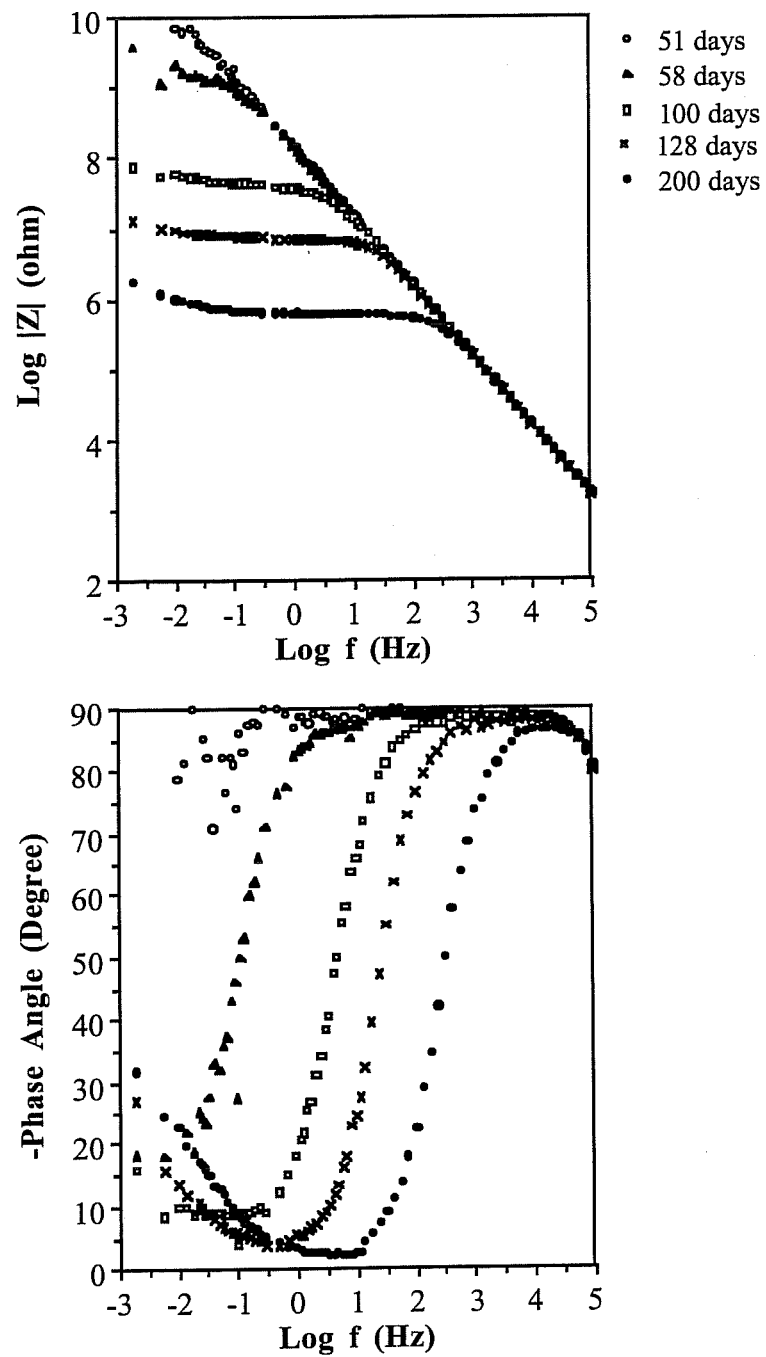 10
8
6
4
2
Log |Z| (ohm)
-3 -2 -1 0 1 2 3 4 5
Log f (Hz)
51 days
58 days
100 days
128 days
200 days
90
80
70
60
50
40
30
20
10
0
-Phase Angle (Degree)
-3 -2 -1 0 1 2 3 4 5
Log f (Hz)